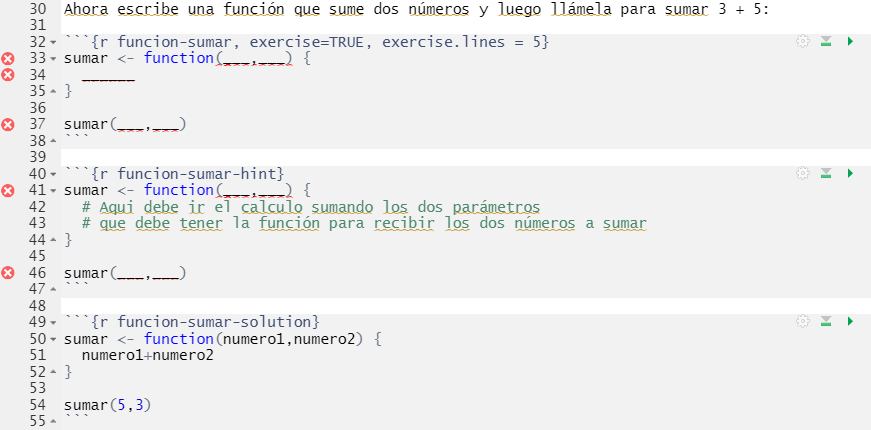 30 Ahora escribe una función que sume dos números y luego llámela para sumar 3 + 5:
31
32 ```{r funcion-sumar, exercise=TRUE, exercise.lines = 5}
33 sumar <- function(___,___) {
34   ______
35 }
36
37 sumar(___,___)
38 ```
39
40 ```{r funcion-sumar-hint}
41 sumar <- function(___,___) {
42   # Aqui debe ir el calculo sumando los dos parámetros
43   # que debe tener la función para recibir los dos números a sumar
44 }
45
46 sumar(___,___)
47 ```
48
49 ```{r funcion-sumar-solution}
50 sumar <- function(numero1,numero2) {
51   numero1+numero2
52 }
53
54 sumar(5,3)
55 ```